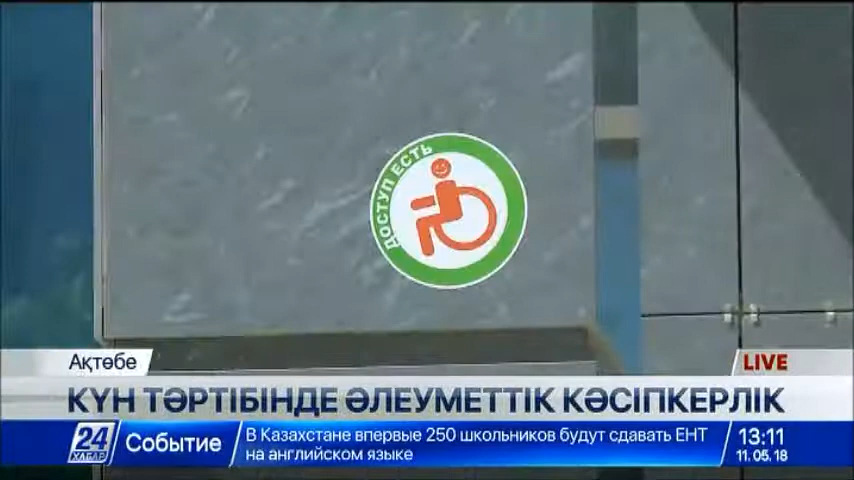 ДОСТУП ЕСТЬ
Ақтөбе
LIVE
КҮН ТӘРТІБІНДЕ ӘЛЕУМЕТТІК КӘСІПКЕРЛІК
24 ХАБАР
Событие
В Казахстане впервые 250 школьников будут сдавать ЕНТ
на английском языке
13:11
11.05.18